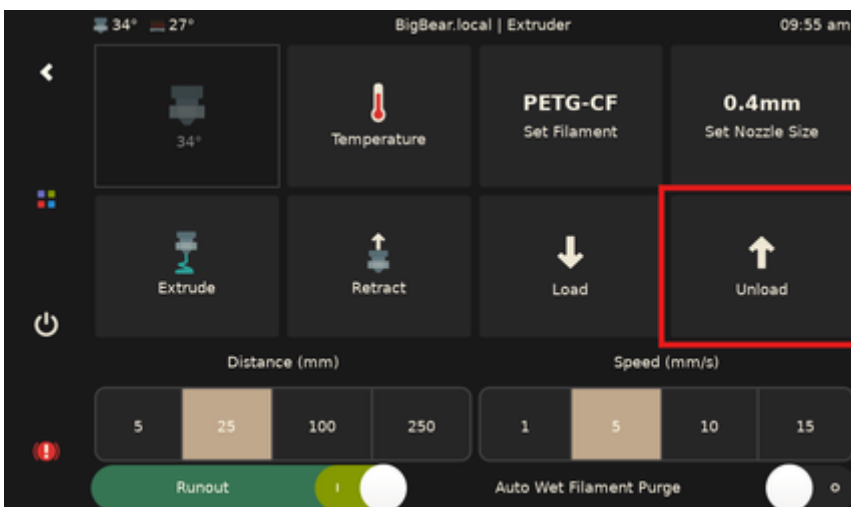 34° 27° BigBear.local | Extruder 09:55 am
34°
Temperature
PETG-CF
Set Filament
0.4mm
Set Nozzle Size
Extrude
Retract
Load
Unload
Distance (mm)
Speed (mm/s)
5 25 100 250
1 5 10 15
Runout
Auto Wet Filament Purge